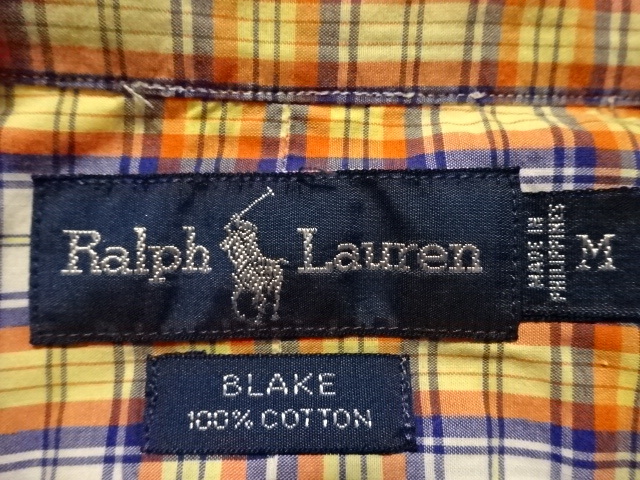 Ralph Lauren
MADE IN
PHILIPPINES
M
BLAKE
100% COTTON